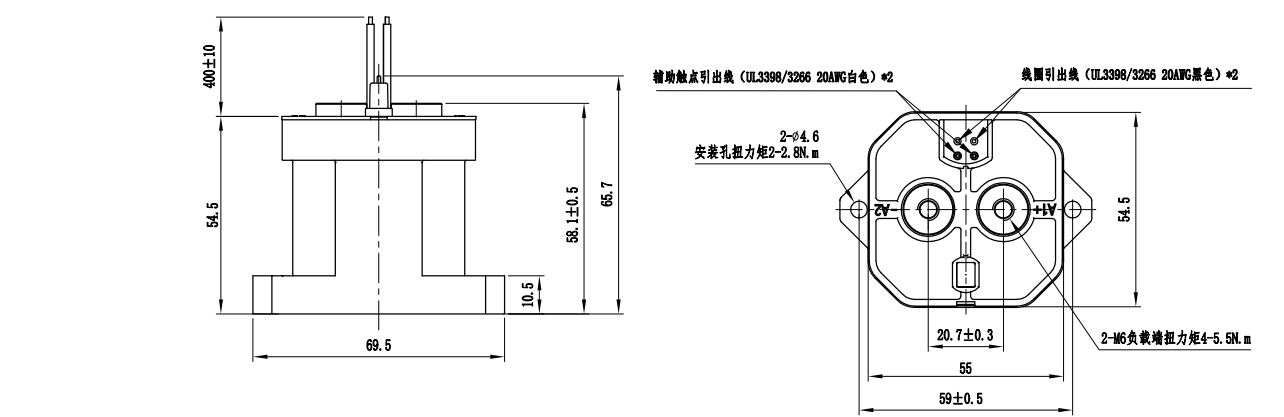 400±10
54.5
69.5
10.5
58.1±0.5
65.7
辅助触点引出线（UL3398/3266 20AWG白色）*2
线圈引出线（UL3398/3266 20AWG黑色）*2
2-⌀4.6
安装孔扭力矩2-2.8N.m
-A2
A1+
54.5
20.7±0.3
2-M6负载端扭力矩4-5.5N.m
55
59±0.5